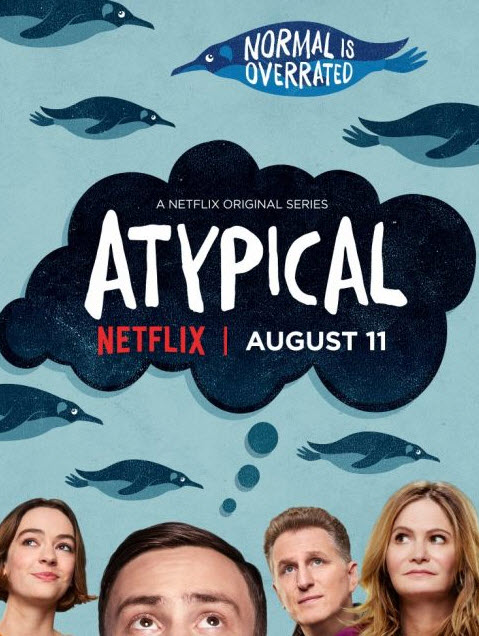 NORMAL IS
OVERRATED
A NETFLIX ORIGINAL SERIES
ATYPICAL
NETFLIX | AUGUST 11